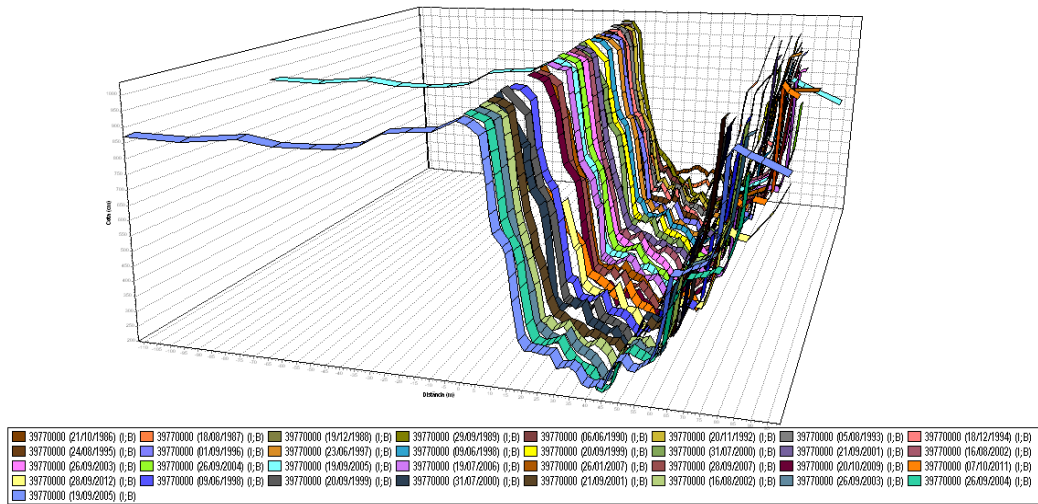 Cota (cm)
Distância (m)
39770000 (21/10/1986) (I;B) 39770000 (18/08/1987) (I;B) 39770000 (19/12/1988) (I;B) 39770000 (29/09/1989) (I;B) 39770000 (06/06/1990) (I;B) 39770000 (20/11/1992) (I;B) 39770000 (05/08/1993) (I;B) 39770000 (18/12/1994) (I;B)
39770000 (24/08/1995) (I;B) 39770000 (01/09/1996) (I;B) 39770000 (23/06/1997) (I;B) 39770000 (09/06/1998) (I;B) 39770000 (20/09/1999) (I;B) 39770000 (31/07/2000) (I;B) 39770000 (21/09/2001) (I;B) 39770000 (16/08/2002) (I;B)
39770000 (26/09/2003) (I;B) 39770000 (26/09/2004) (I;B) 39770000 (19/09/2005) (I;B) 39770000 (19/07/2006) (I;B) 39770000 (26/01/2007) (I;B) 39770000 (28/09/2007) (I;B) 39770000 (20/10/2009) (I;B) 39770000 (07/10/2011) (I;B)
39770000 (28/09/2012) (I;B) 39770000 (09/06/1998) (I;B) 39770000 (20/09/1999) (I;B) 39770000 (31/07/2000) (I;B) 39770000 (21/09/2001) (I;B) 39770000 (16/08/2002) (I;B) 39770000 (26/09/2003) (I;B) 39770000 (26/09/2004) (I;B)
39770000 (19/09/2005) (I;B)